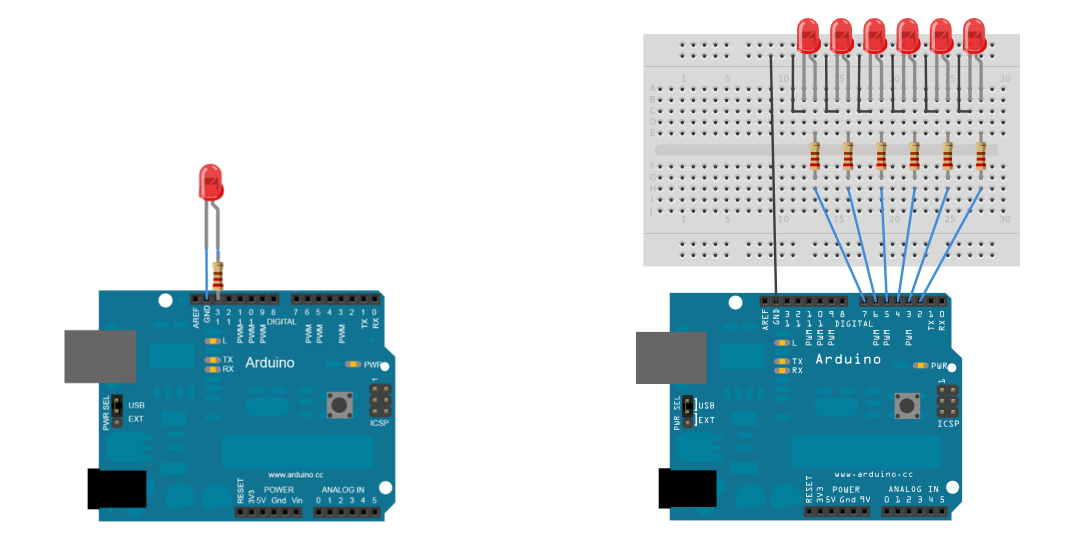 AREF
GND
13
12
PWM 11
PWM 10
PWM 9
8
7
PWM 6
PWM 5
4
PWM 3
2
TX 1
RX 0
DIGITAL
L
TX
RX
Arduino
PWR
1
PWR SEL
USB
EXT
ICSP
www.arduino.cc
RESET
3V3
5V
Gnd
Vin
POWER
ANALOG IN
0 1 2 3 4 5
1 5 10 15 20 25 30
A
B
C
D
E
F
G
H
I
J
1 5 10 15 20 25 30
AREF
GND
13
12
PWM 11
PWM 10
PWM 9
8
7
PWM 6
PWM 5
4
PWM 3
2
TX 1
RX 0
DIGITAL
L
TX
RX
Arduino
PWR
1
PWR SEL
USB
EXT
ICSP
www.arduino.cc
RESET
3V3
5V Gnd 9V
POWER
ANALOG IN
0 1 2 3 4 5